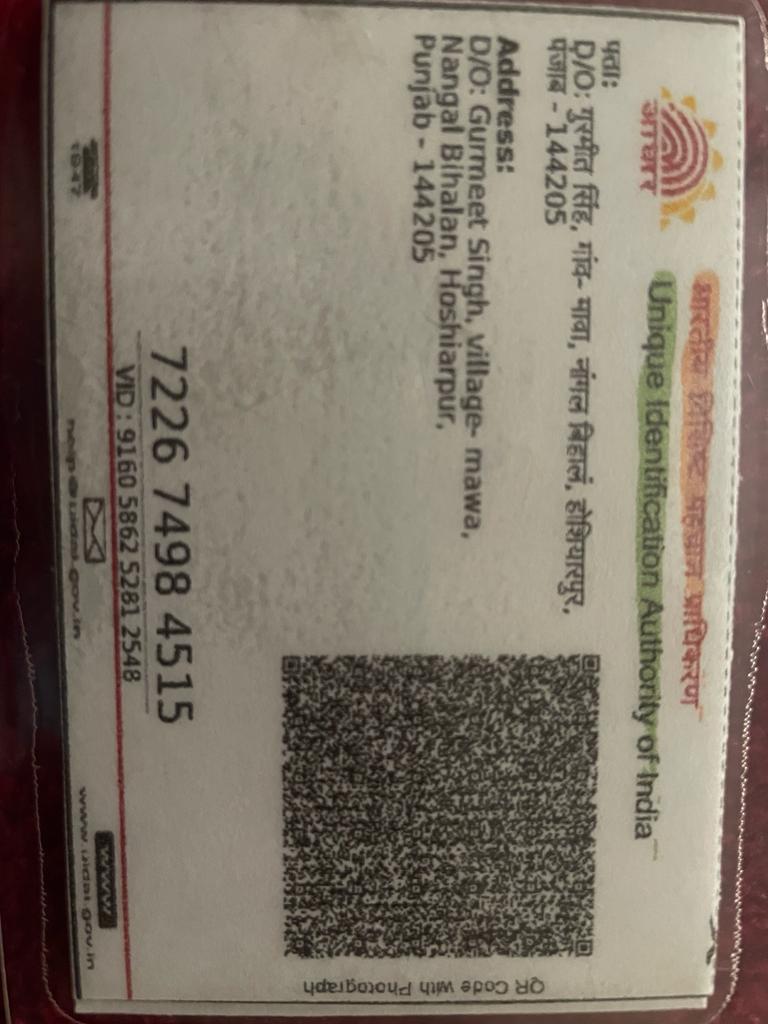 आधार
भारतीय विशिष्ट पहचान प्राधिकरण
Unique Identification Authority of India
पता:
D/O: गुरमीत सिंह, गांव- मावा, नांगल बिहालं, होशियारपुर,
पंजाब - 144205
Address:
D/O: Gurmeet Singh, village- mawa,
Nangal Bihalan, Hoshiarpur,
Punjab - 144205
QR Code with Photograph
7226 7498 4515
VID : 9160 5862 5281 2548
1947
help@uidai.gov.in
www
www.uidai.gov.in